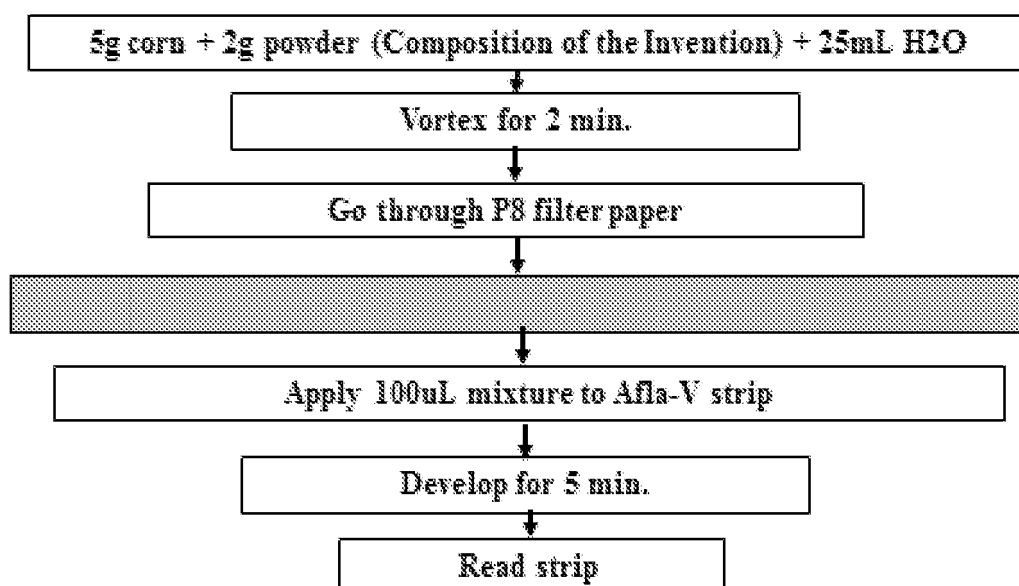 5g corn + 2g powder (Composition of the Invention) + 25mL H2O
Vortex for 2 min.
Go through P8 filter paper
Apply 100uL mixture to Afla-V strip
Develop for 5 min.
Read strip